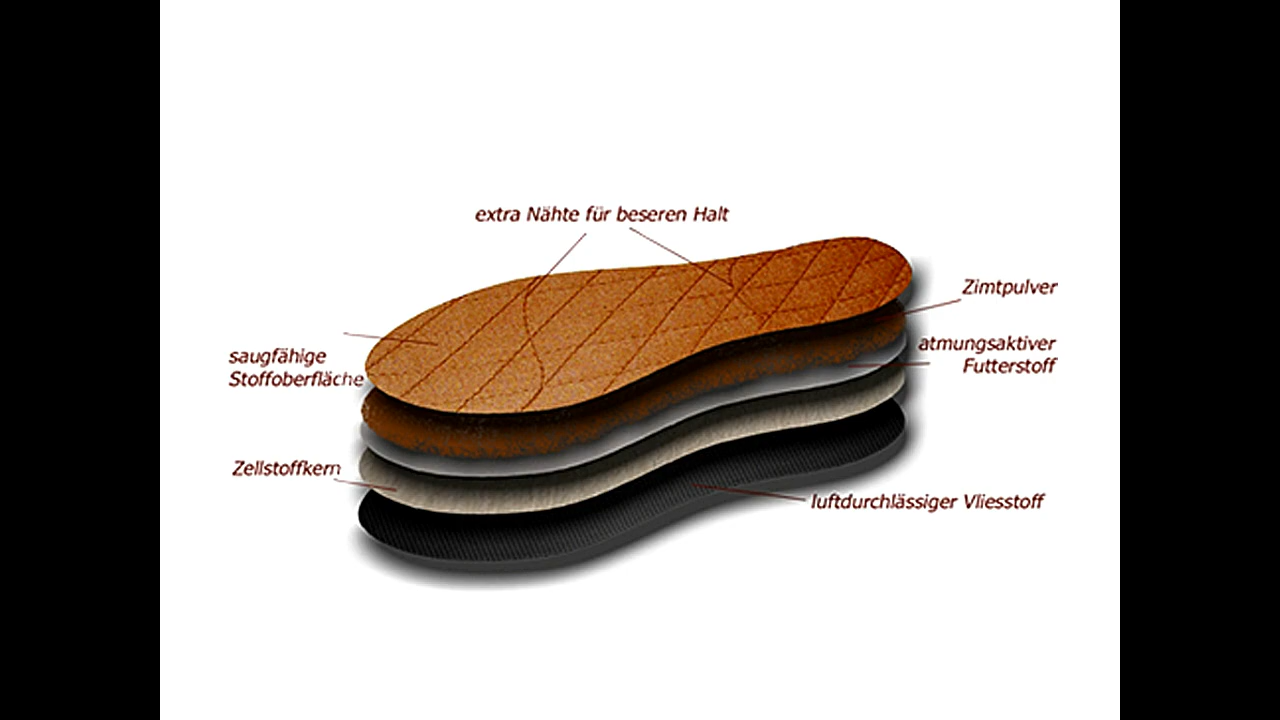 extra Nähte für beseren Halt
Zimtpulver
atmungsaktiver
Futterstoff
saugfähige
Stoffoberfläche
Zellstoffkern
luftdurchlässiger Vliesstoff